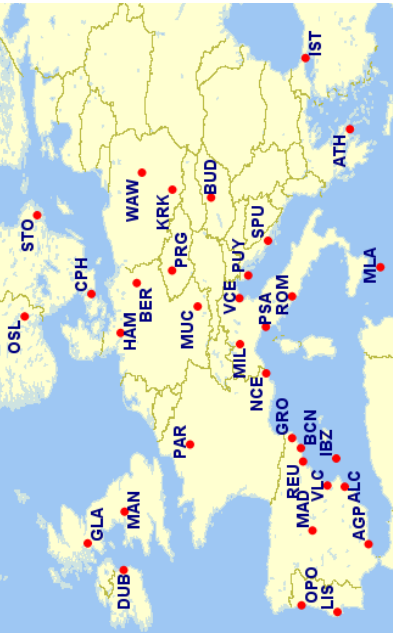 IST
ATH
STO
WAW
KRK
BUD
SPU
CPH
PRG
PUY
MLA
OSL
HAM
BER
MUC
VCE
PSA
ROM
MIL
NCE
PAR
GRO
BCN
IBZ
REU
MAD
VLC
ALC
GLA
MAN
AGP
DUB
OPO
LIS